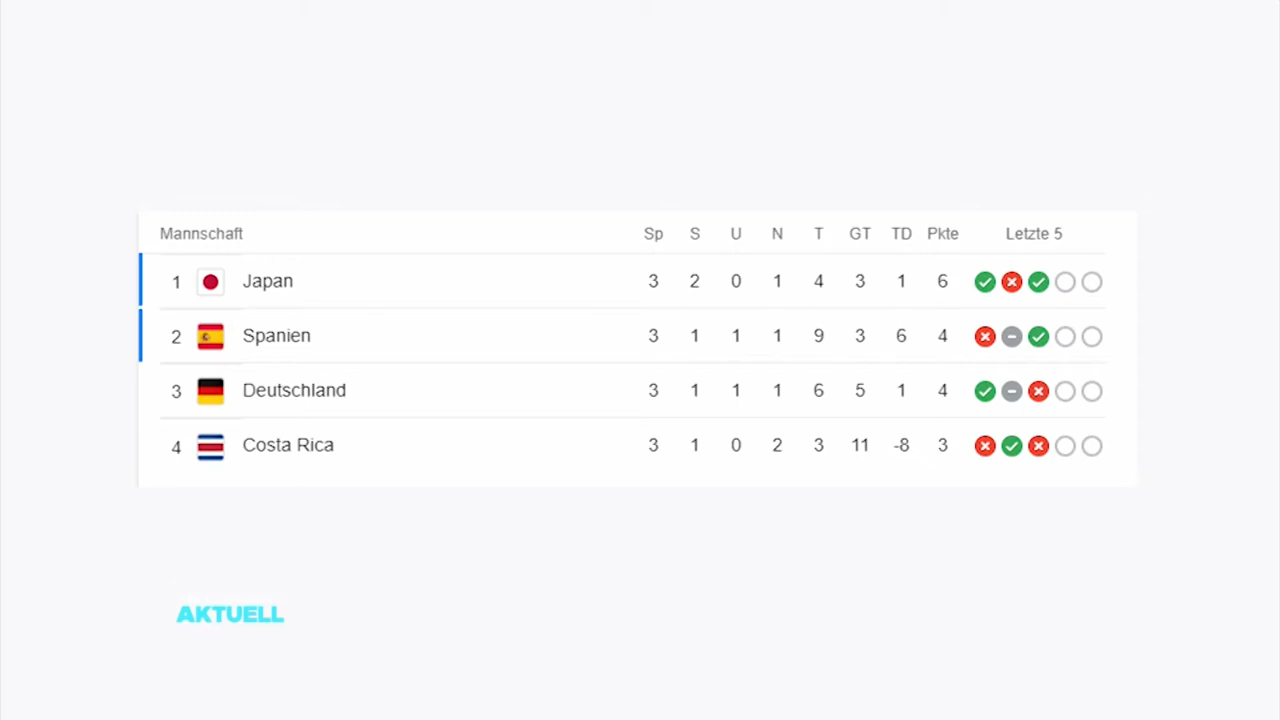 Mannschaft Sp S U N T GT TD Pkte Letzte 5
1 Japan 3 2 0 1 4 3 1 6
2 Spanien 3 1 1 1 9 3 6 4
3 Deutschland 3 1 1 1 6 5 1 4
4 Costa Rica 3 1 0 2 3 11 -8 3
AKTUELL